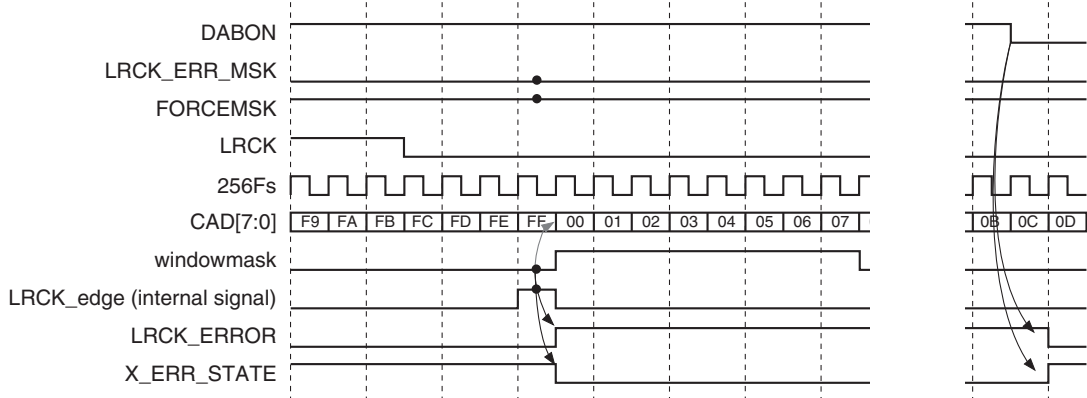 DABON
LRCK_ERR_MSK
FORCEMSK
LRCK
256Fs
CAD[7:0] F9 FA FB FC FD FE FF 00 01 02 03 04 05 06 07 0B 0C 0D
windowmask
LRCK_edge (internal signal)
LRCK_ERROR
X_ERR_STATE